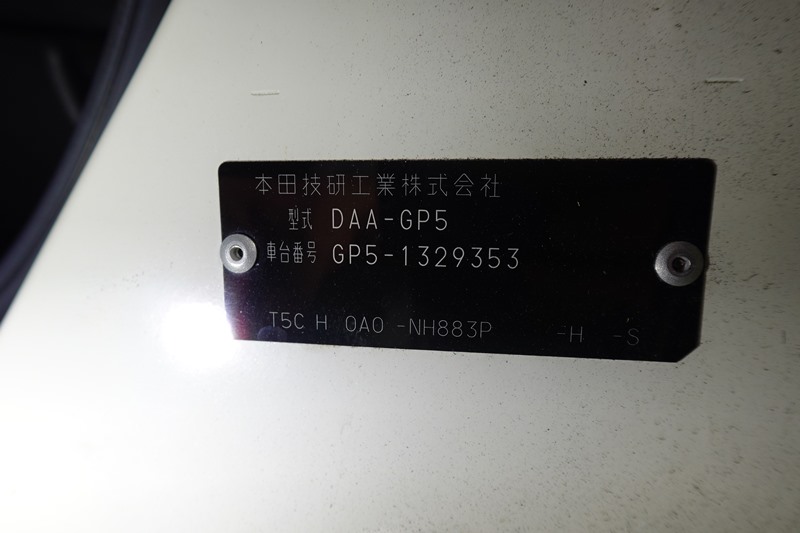 本田技研工業株式会社
型式 DAA-GP5
車台番号 GP5-1329353
T5C H 0A0 -NH883P -H -S